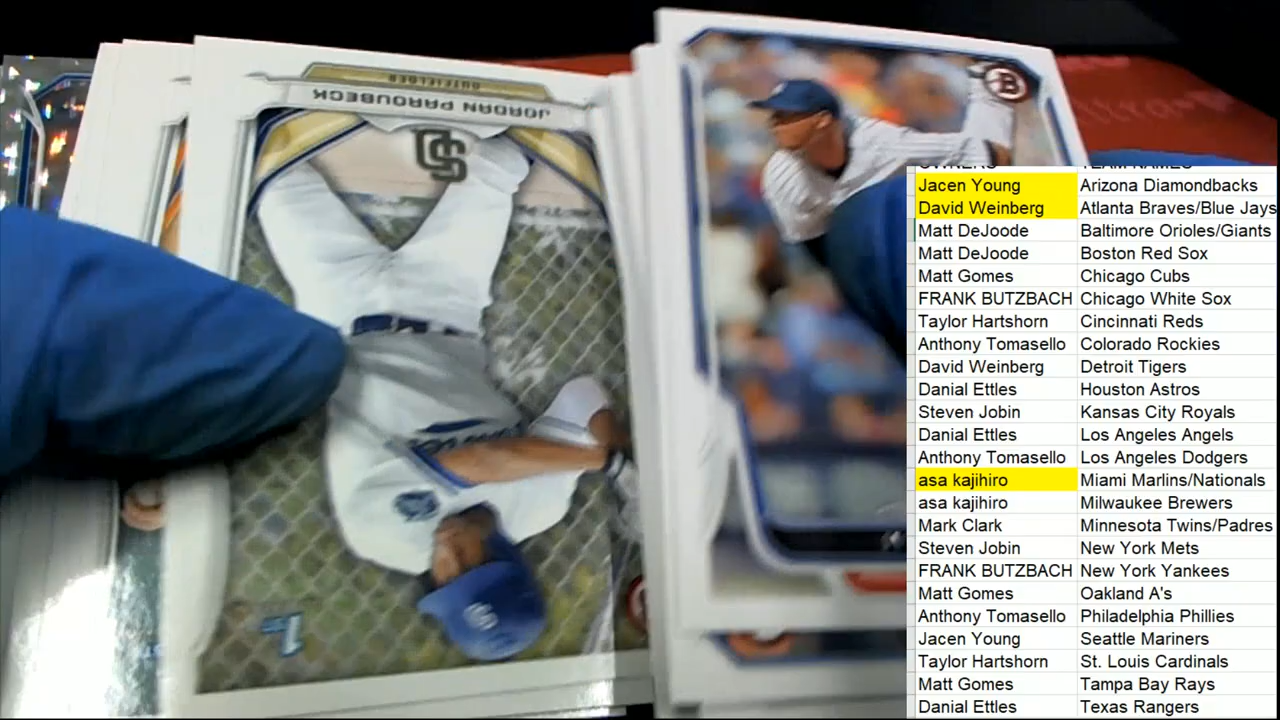 OUTFIELDER
JORDAN PAROUBECK
SD
B
1st
Jacen Young Arizona Diamondbacks
David Weinberg Atlanta Braves/Blue Jays
Matt DeJoode Baltimore Orioles/Giants
Matt DeJoode Boston Red Sox
Matt Gomes Chicago Cubs
FRANK BUTZBACH Chicago White Sox
Taylor Hartshorn Cincinnati Reds
Anthony Tomasello Colorado Rockies
David Weinberg Detroit Tigers
Danial Ettles Houston Astros
Steven Jobin Kansas City Royals
Danial Ettles Los Angeles Angels
Anthony Tomasello Los Angeles Dodgers
asa kajihiro Miami Marlins/Nationals
asa kajihiro Milwaukee Brewers
Mark Clark Minnesota Twins/Padres
Steven Jobin New York Mets
FRANK BUTZBACH New York Yankees
Matt Gomes Oakland A's
Anthony Tomasello Philadelphia Phillies
Jacen Young Seattle Mariners
Taylor Hartshorn St. Louis Cardinals
Matt Gomes Tampa Bay Rays
Danial Ettles Texas Rangers